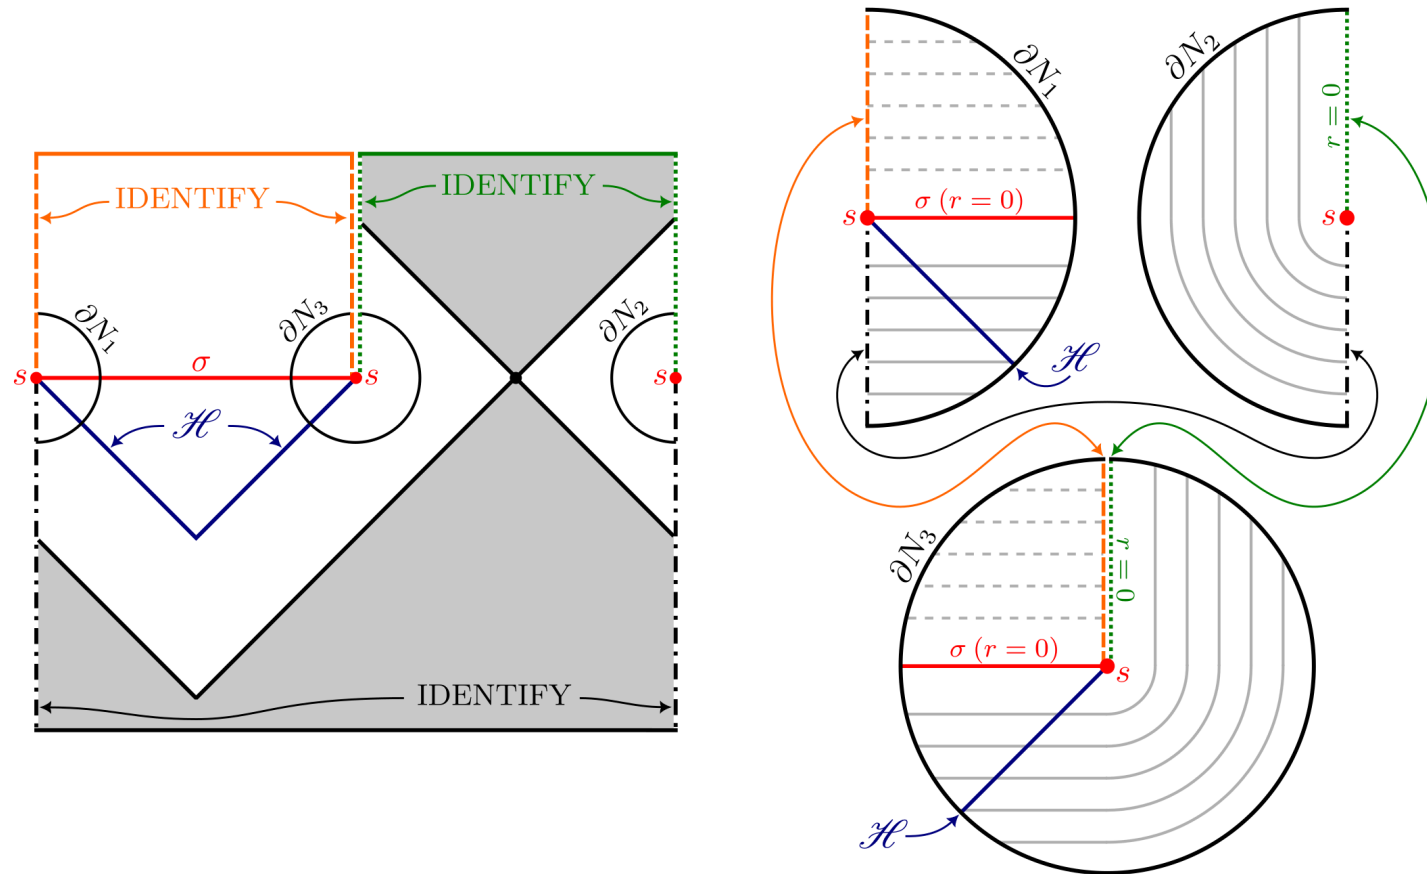 IDENTIFY
IDENTIFY
∂N₁
∂N₃
∂N₂
s
σ
s
ℋ
IDENTIFY
∂N₁
∂N₂
r = 0
s
σ (r = 0)
s
ℋ
∂N₃
r = 0
σ (r = 0)
s
ℋ